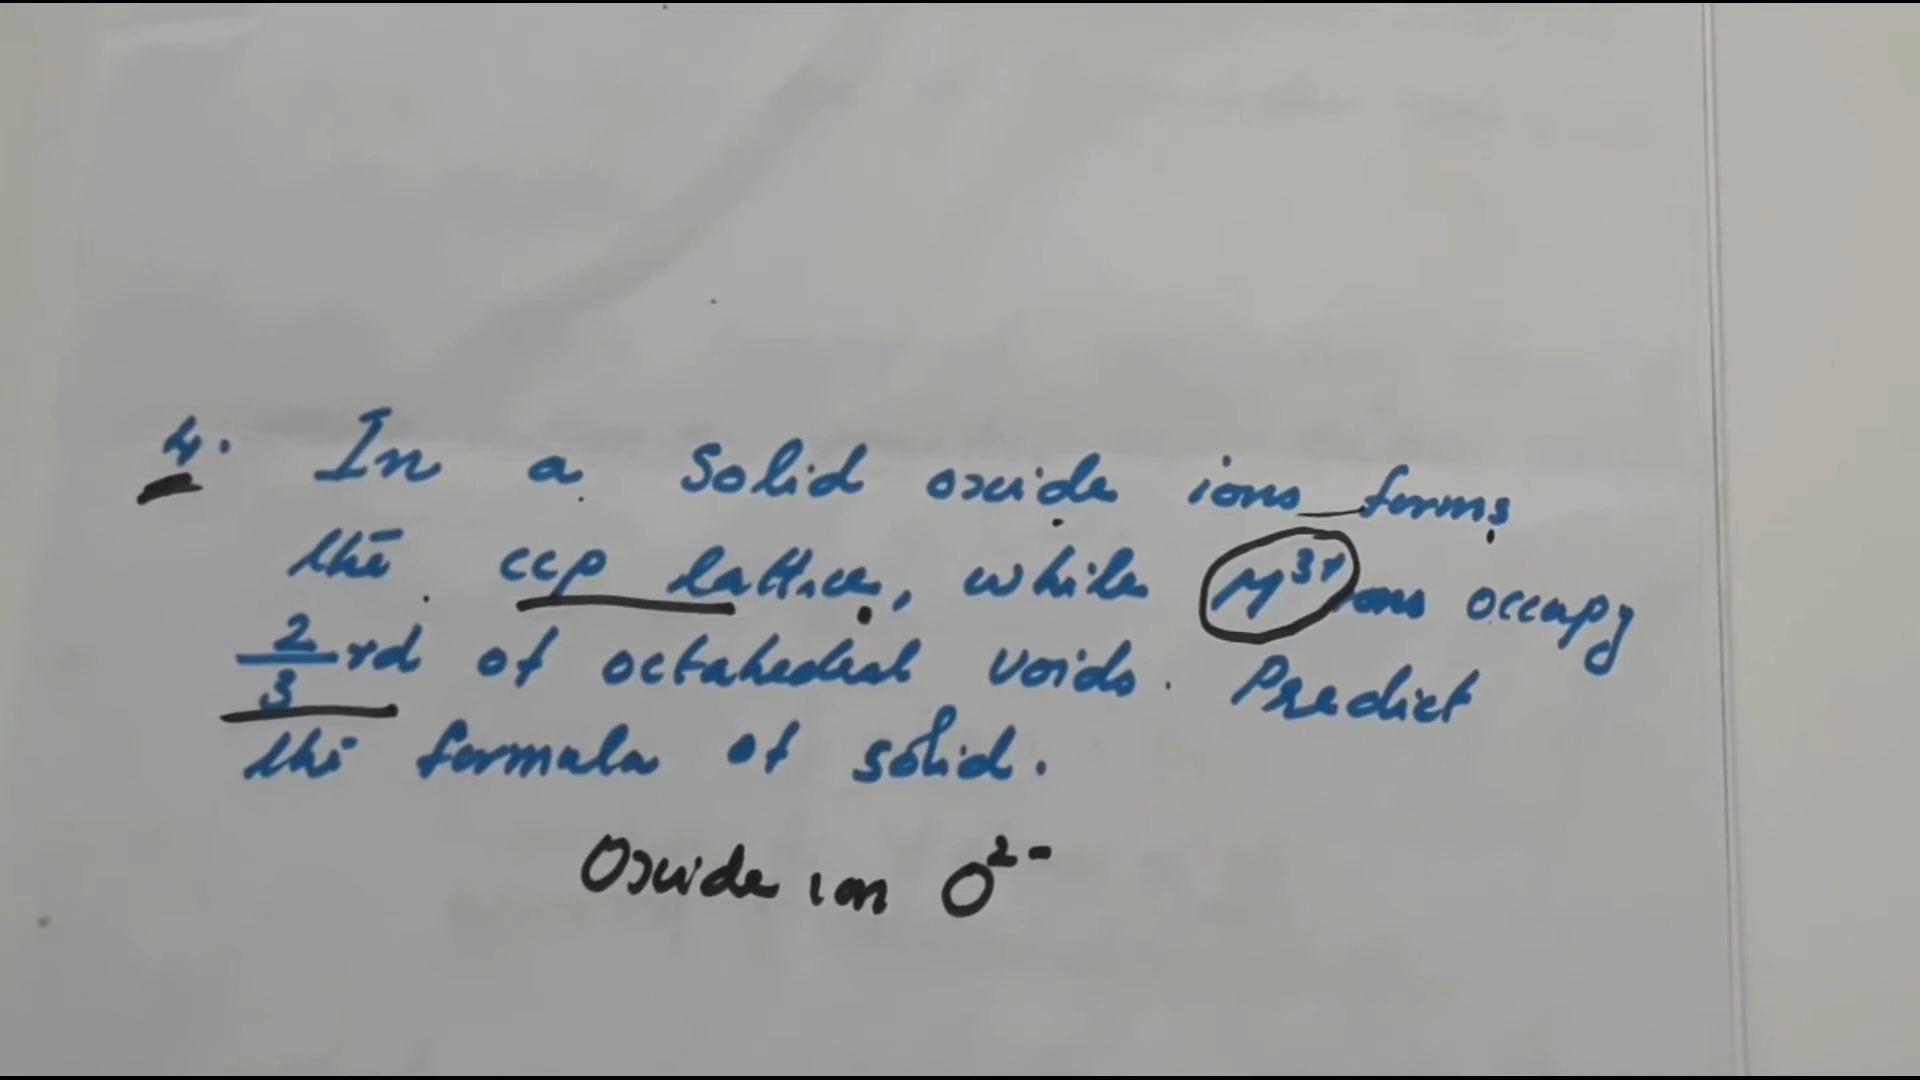 4. In a Solid oxide ions forms
the ccp lattice, while M³⁺ ions occupy
2/3 rd of octahedral voids. Predict
the formula of solid.
Oxide ion O²⁻